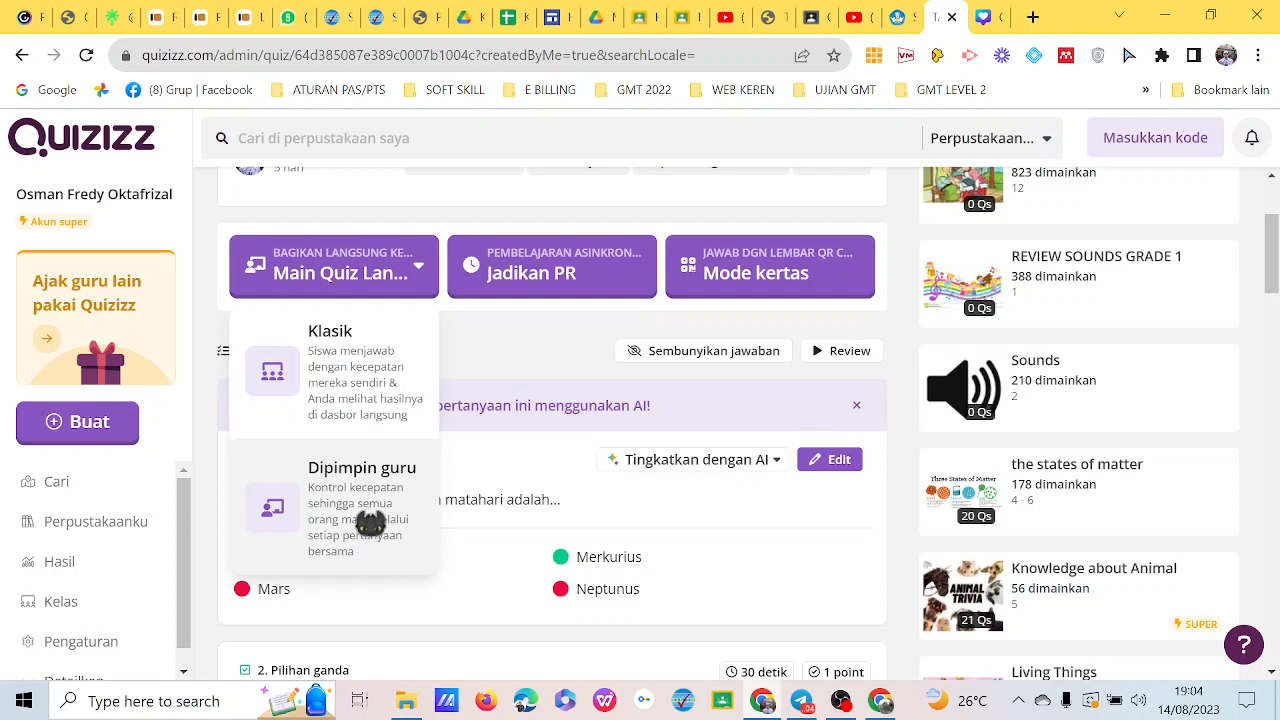 quizizz.com/admin/quiz/64d385087e389c0007b1004c?createdByMe=true&searchLocale=
Google
(8) Grup | Facebook
ATURAN PAS/PTS
SOFT SKILL
E BILLING
GMT 2022
WEB KEREN
UJIAN GMT
GMT LEVEL 2
»
Bookmark lain
QUIZIZZ
Cari di perpustakaan saya
Perpustakaan...
Masukkan kode
Osman Fredy Oktafrizal
Akun super
Ajak guru lain
pakai Quizizz
Buat
Cari
Perpustakaanku
Hasil
Kelas
Pengaturan
BAGIKAN LANGSUNG KE...
Main Quiz Lan...
PEMBELAJARAN ASINKRON...
Jadikan PR
JAWAB DGN LEMBAR QR C...
Mode kertas
Klasik
Siswa menjawab
dengan kecepatan
mereka sendiri &
Anda melihat hasilnya
di dasbor langsung
Dipimpin guru
Kontrol kecepatan
sehingga semua
orang
setiap pertanyaan
bersama
Sembunyikan jawaban
Review
pertanyaan ini menggunakan AI!
Tingkatkan dengan AI
Edit
matahari adalah...
Merkurius
Mars
Neptunus
2. Pilihan ganda
30 detik
1 point
823 dimainkan
12
0 Qs
REVIEW SOUNDS GRADE 1
388 dimainkan
1
0 Qs
Sounds
210 dimainkan
2
0 Qs
the states of matter
178 dimainkan
4 - 6
Three States of Matter
20 Qs
Knowledge about Animal
56 dimainkan
5
ANIMAL
TRIVIA
21 Qs
SUPER
Living Things
?
Type here to search
26°C
19:04
14/08/2023